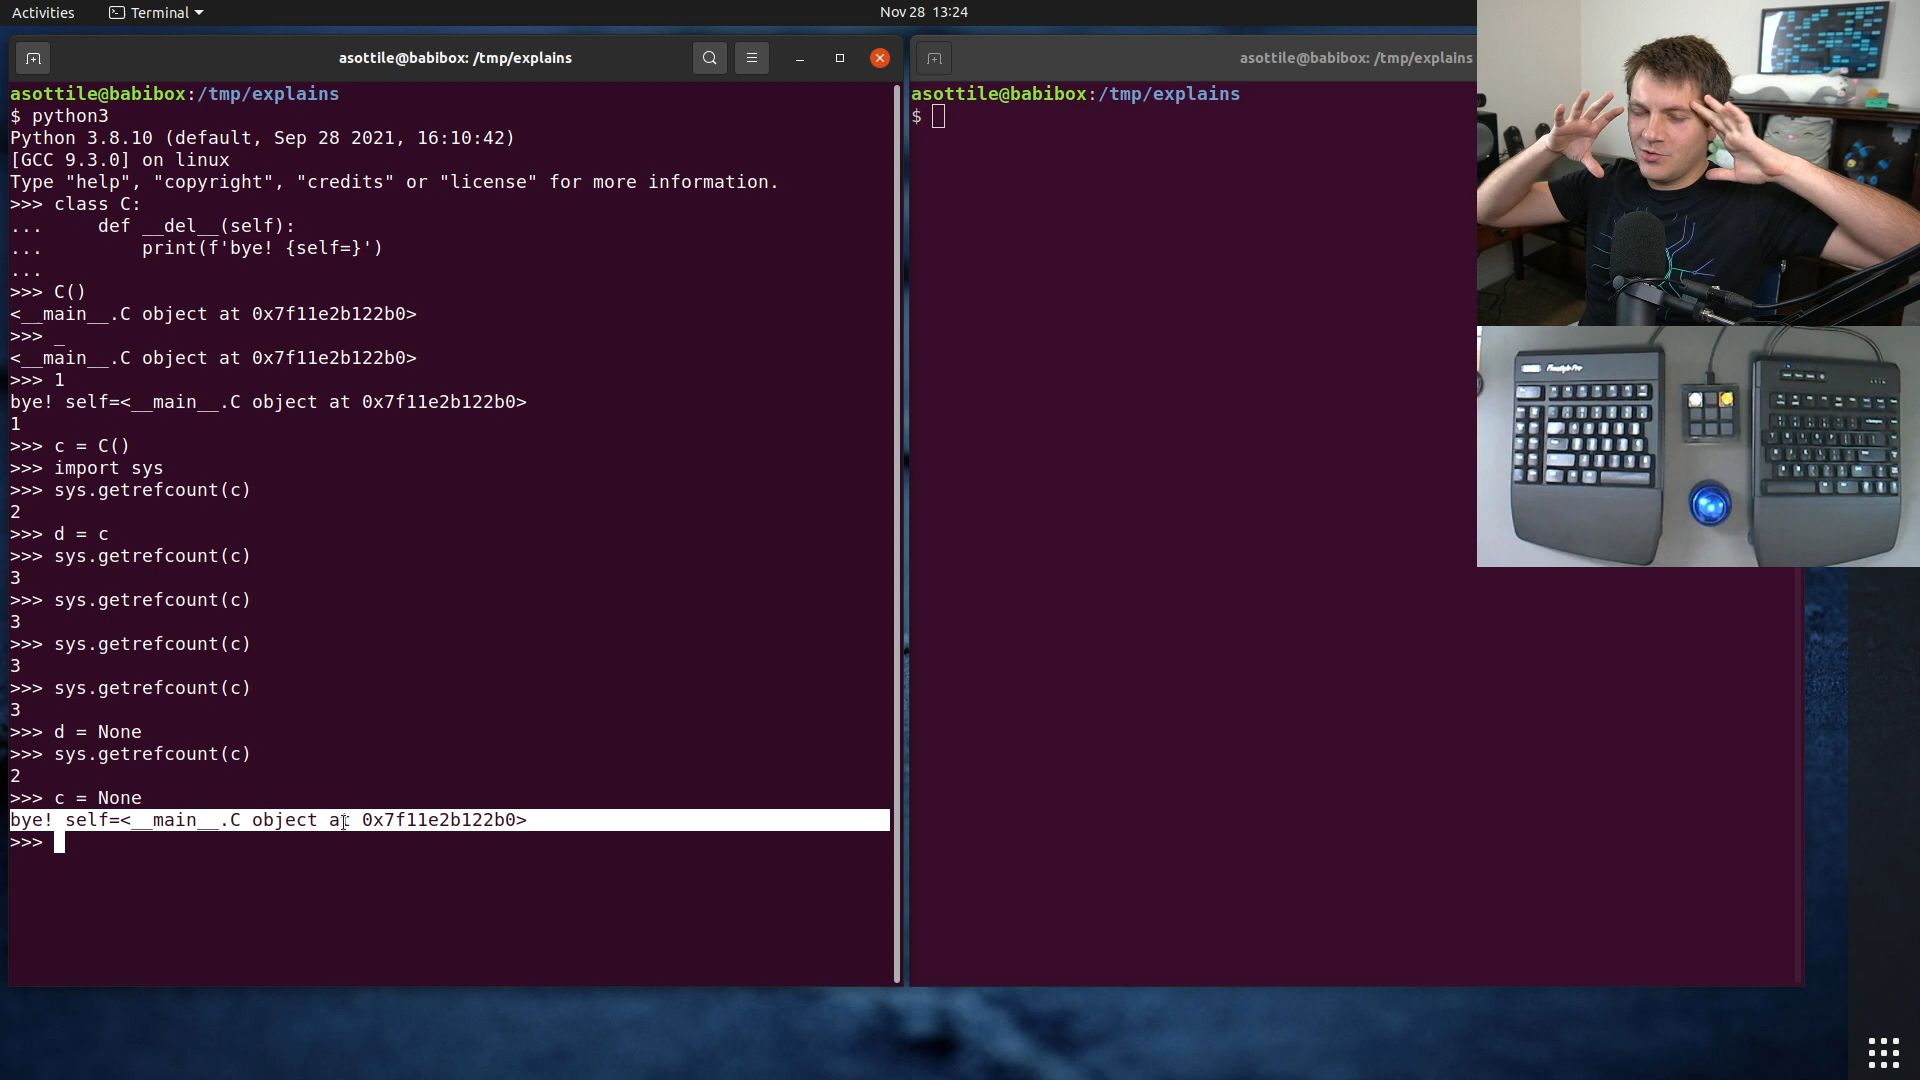 Activities
Terminal
Nov 28 13:24
asottile@babibox: /tmp/explains
asottile@babibox:/tmp/explains
$ python3
Python 3.8.10 (default, Sep 28 2021, 16:10:42)
[GCC 9.3.0] on linux
Type "help", "copyright", "credits" or "license" for more information.
>>> class C:
...     def __del__(self):
...         print(f'bye! {self=}')
...
>>> C()
<__main__.C object at 0x7f11e2b122b0>
>>> _
<__main__.C object at 0x7f11e2b122b0>
>>> 1
bye! self=<__main__.C object at 0x7f11e2b122b0>
1
>>> c = C()
>>> import sys
>>> sys.getrefcount(c)
2
>>> d = c
>>> sys.getrefcount(c)
3
>>> sys.getrefcount(c)
3
>>> sys.getrefcount(c)
3
>>> sys.getrefcount(c)
3
>>> d = None
>>> sys.getrefcount(c)
2
>>> c = None
bye! self=<__main__.C object at 0x7f11e2b122b0>
>>>
asottile@babibox: /tmp/explains
asottile@babibox:/tmp/explains
$
Freestyle Pro